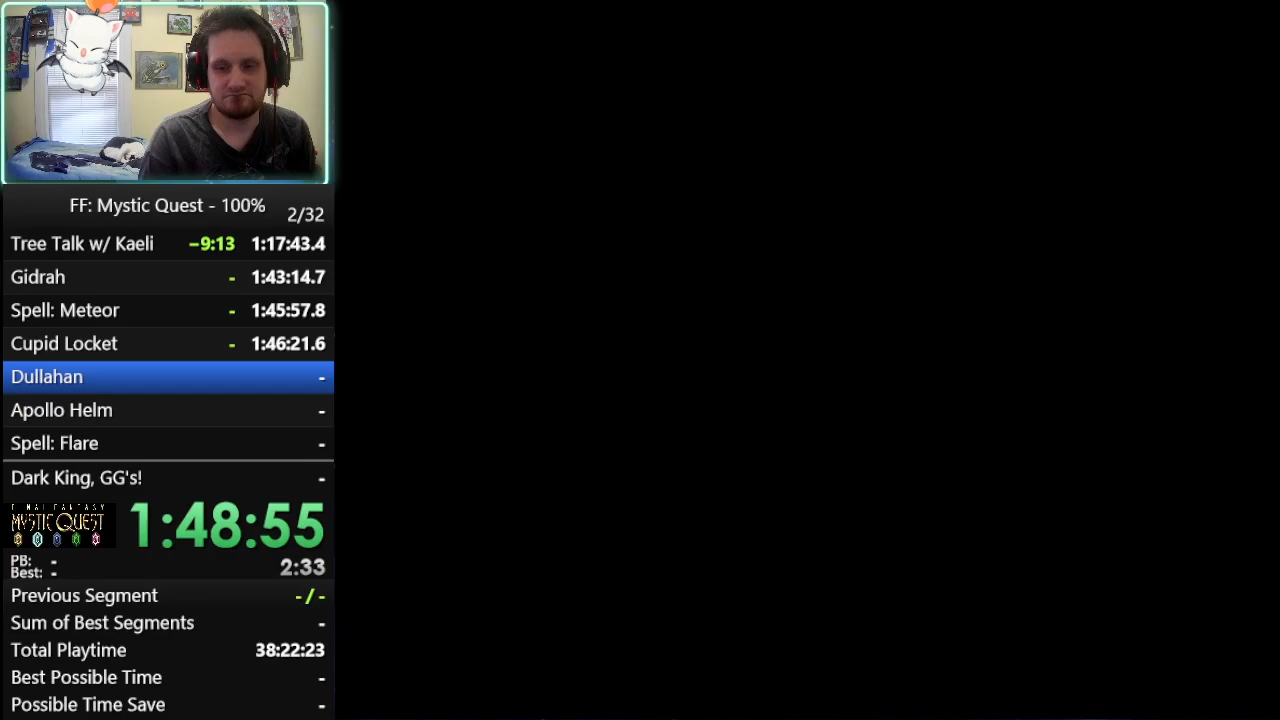 FF: Mystic Quest - 100%
2/32
Tree Talk w/ Kaeli −9:13 1:17:43.4
Gidrah - 1:43:14.7
Spell: Meteor - 1:45:57.8
Cupid Locket - 1:46:21.6
Dullahan -
Apollo Helm -
Spell: Flare -
Dark King, GG's! -
FINAL FANTASY
MYSTIC QUEST
1:48:55
PB: -
Best: -
2:33
Previous Segment - / -
Sum of Best Segments -
Total Playtime 38:22:23
Best Possible Time -
Possible Time Save -